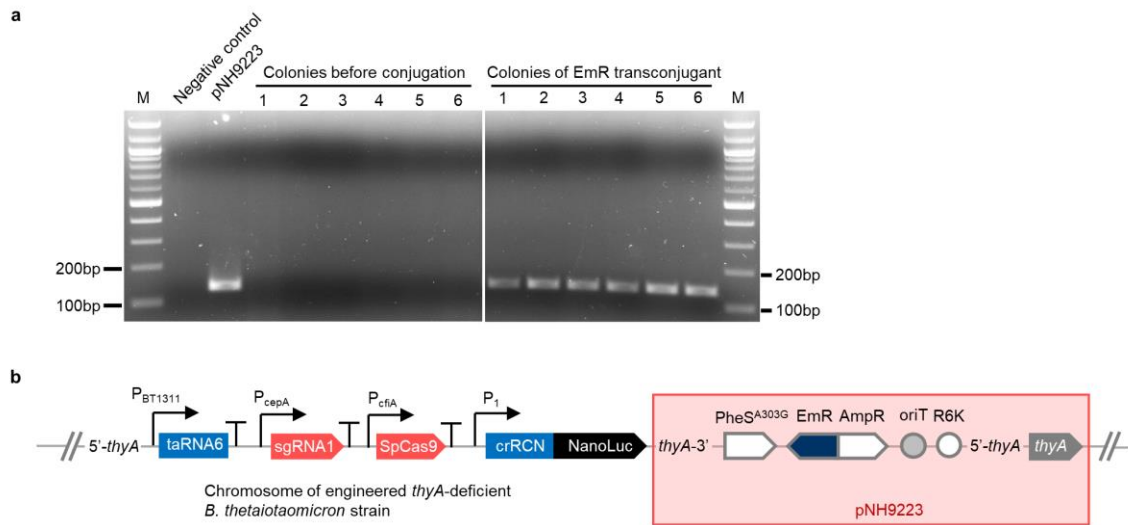 a
Negative control
pNH9223
Colonies before conjugation
Colonies of EmR transconjugant
M
1 2 3 4 5 6
1 2 3 4 5 6
M
200bp
100bp
200bp
100bp
b
PBT1311
PcepA
PcfiA
P1
PheSA303G EmR AmpR oriT R6K
5'-thyA
taRNA6
sgRNA1
SpCas9
crRCN
NanoLuc
thyA-3'
5'-thyA
thyA
Chromosome of engineered thyA-deficient
B. thetaiotaomicron strain
pNH9223